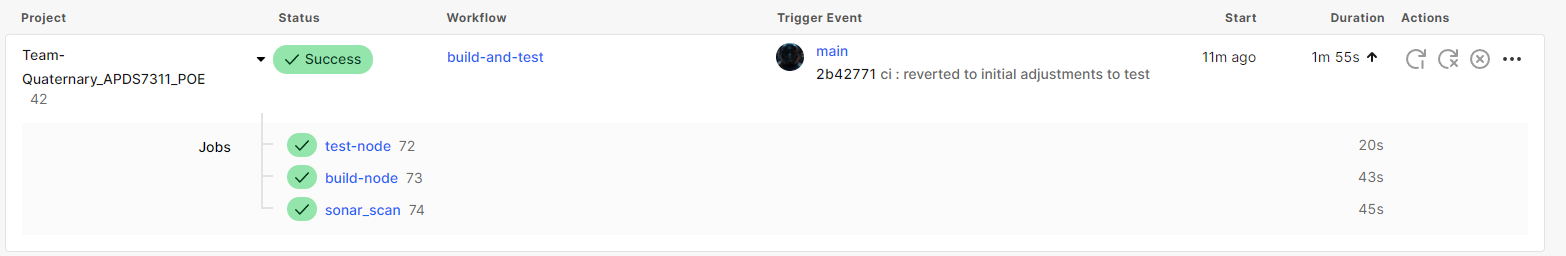 Project Status Workflow Trigger Event Start Duration Actions
Team-
Quaternary_APDS7311_POE
42
Success
build-and-test
main
2b42771 ci : reverted to initial adjustments to test
11m ago
1m 55s
Jobs
test-node 72 20s
build-node 73 43s
sonar_scan 74 45s